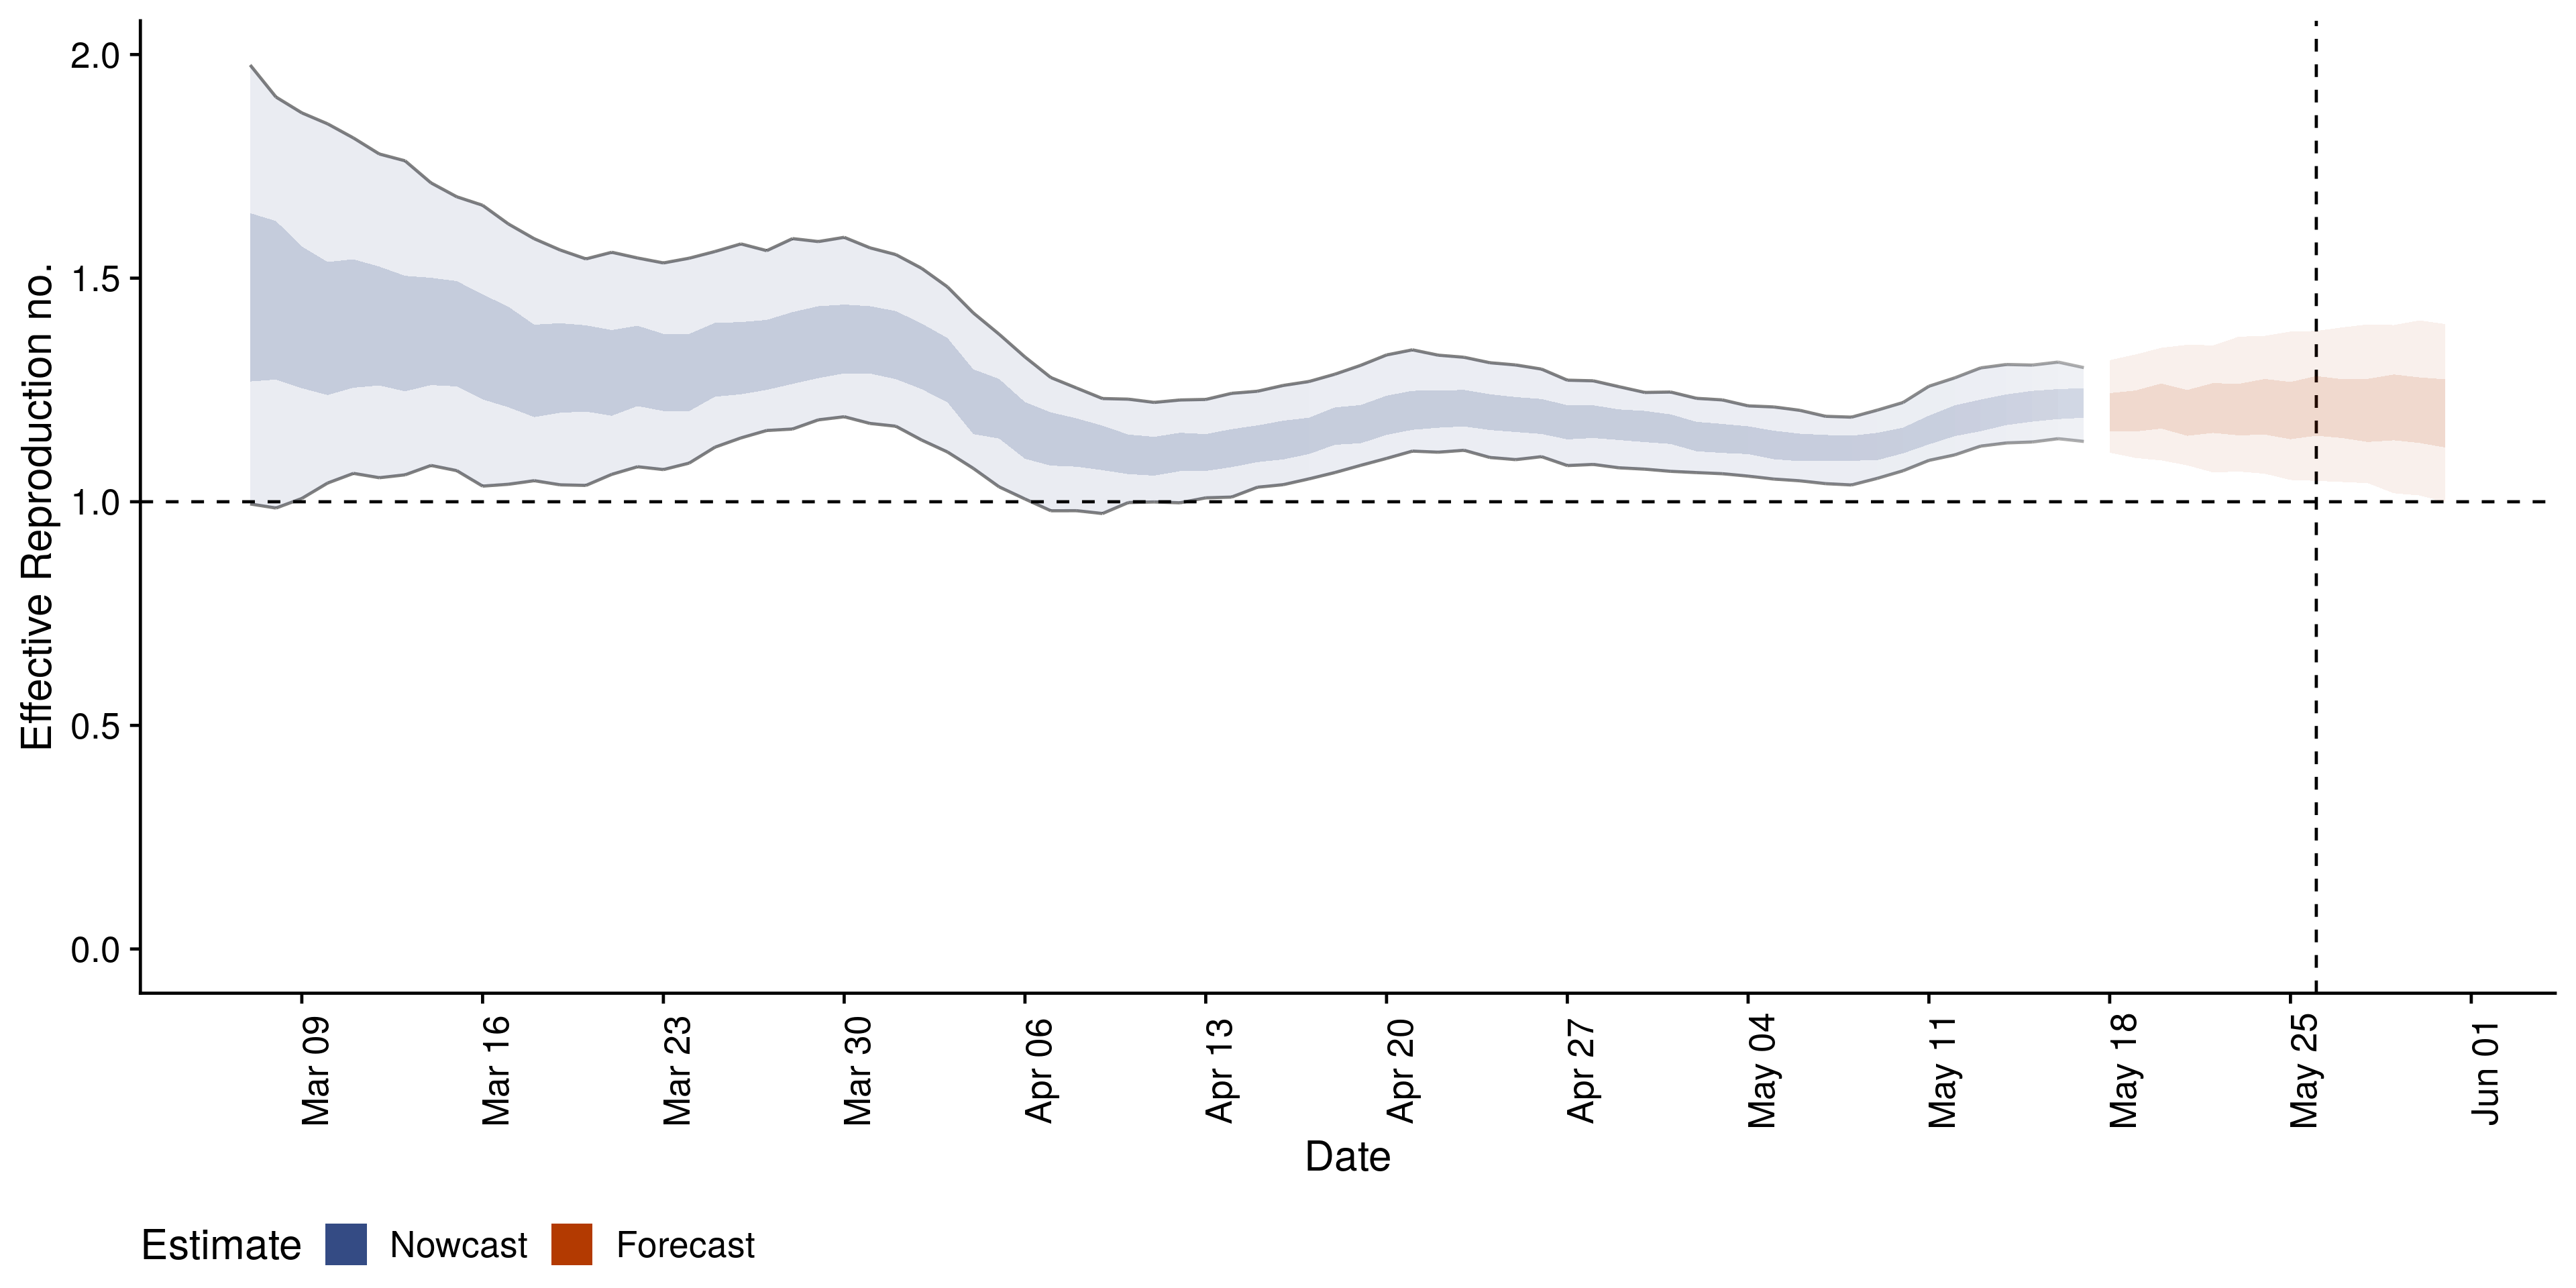 Effective Reproduction no.
2.0
1.5
1.0
0.5
0.0
Mar 09
Mar 16
Mar 23
Mar 30
Apr 06
Apr 13
Apr 20
Apr 27
May 04
May 11
May 18
May 25
Jun 01
Date
Estimate Nowcast Forecast